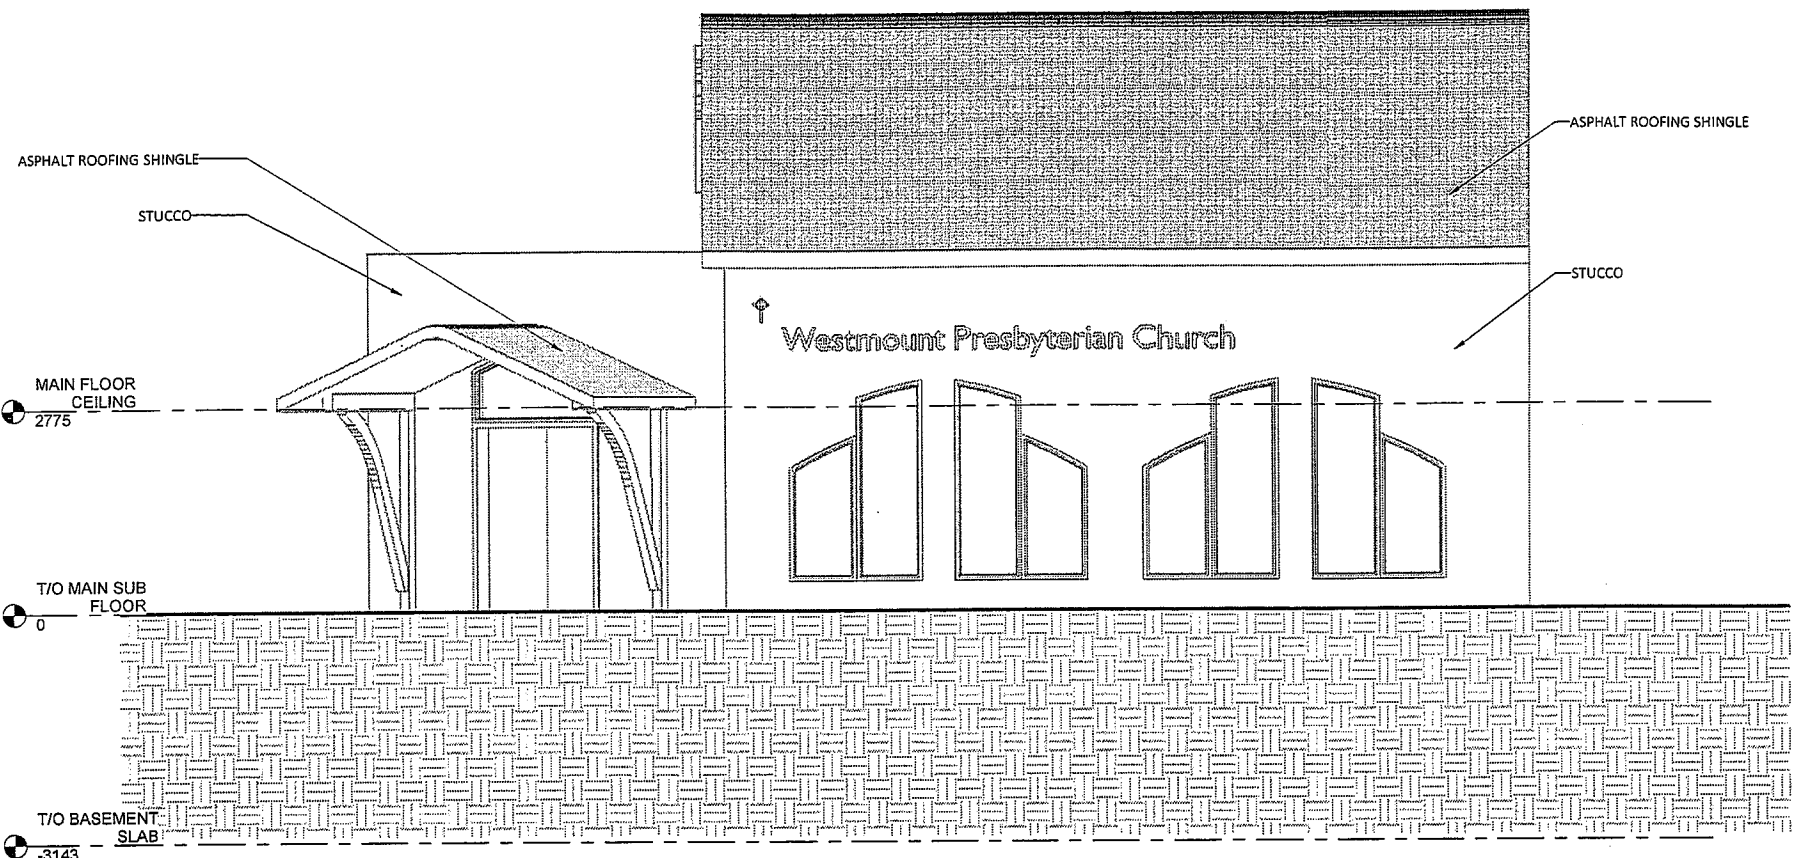 ASPHALT ROOFING SHINGLE
ASPHALT ROOFING SHINGLE
STUCCO
STUCCO
Westmount Presbyterian Church
MAIN FLOOR
CEILING
2775
T/O MAIN SUB
FLOOR
0
T/O BASEMENT
SLAB
-3143